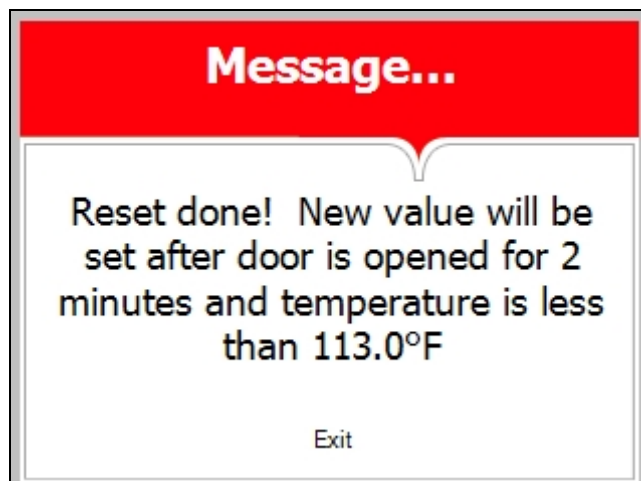 Message...
Reset done!  New value will be
set after door is opened for 2
minutes and temperature is less
than 113.0°F
Exit